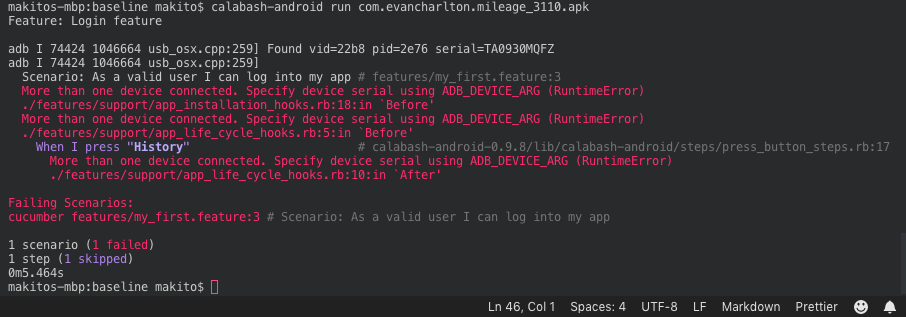 makitos-mbp:baseline makito$ calabash-android run com.evancharlton.mileage_3110.apk
Feature: Login feature
adb I 74424 1046664 usb_osx.cpp:259] Found vid=22b8 pid=2e76 serial=TA0930MQFZ
adb I 74424 1046664 usb_osx.cpp:259]
Scenario: As a valid user I can log into my app # features/my_first.feature:3
More than one device connected. Specify device serial using ADB_DEVICE_ARG (RuntimeError)
./features/support/app_installation_hooks.rb:18:in `Before'
More than one device connected. Specify device serial using ADB_DEVICE_ARG (RuntimeError)
./features/support/app_life_cycle_hooks.rb:5:in `Before'
When I press "History" # calabash-android-0.9.8/lib/calabash-android/steps/press_button_steps.rb:17
More than one device connected. Specify device serial using ADB_DEVICE_ARG (RuntimeError)
./features/support/app_life_cycle_hooks.rb:10:in `After'
Failing Scenarios:
cucumber features/my_first.feature:3 # Scenario: As a valid user I can log into my app
1 scenario (1 failed)
1 step (1 skipped)
0m5.464s
makitos-mbp:baseline makito$
Ln 46, Col 1 Spaces: 4 UTF-8 LF Markdown Prettier